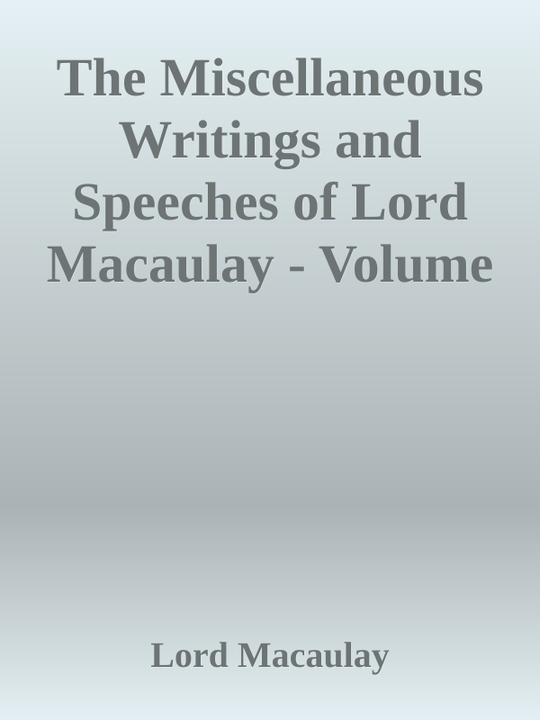 The Miscellaneous
Writings and
Speeches of Lord
Macaulay - Volume
Lord Macaulay